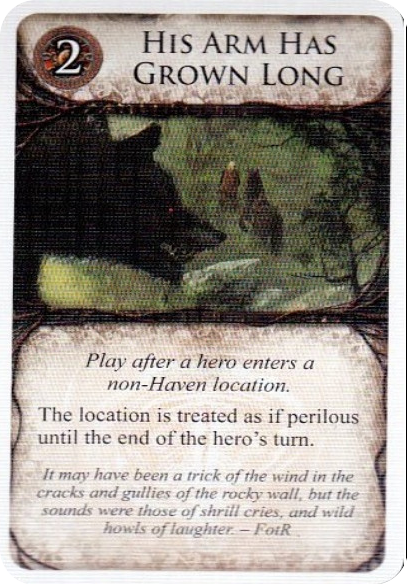 2
HIS ARM HAS
GROWN LONG
Play after a hero enters a
non-Haven location.
The location is treated as if perilous
until the end of the hero's turn.
It may have been a trick of the wind in the
cracks and gullies of the rocky wall, but the
sounds were those of shrill cries, and wild
howls of laughter. – FotR